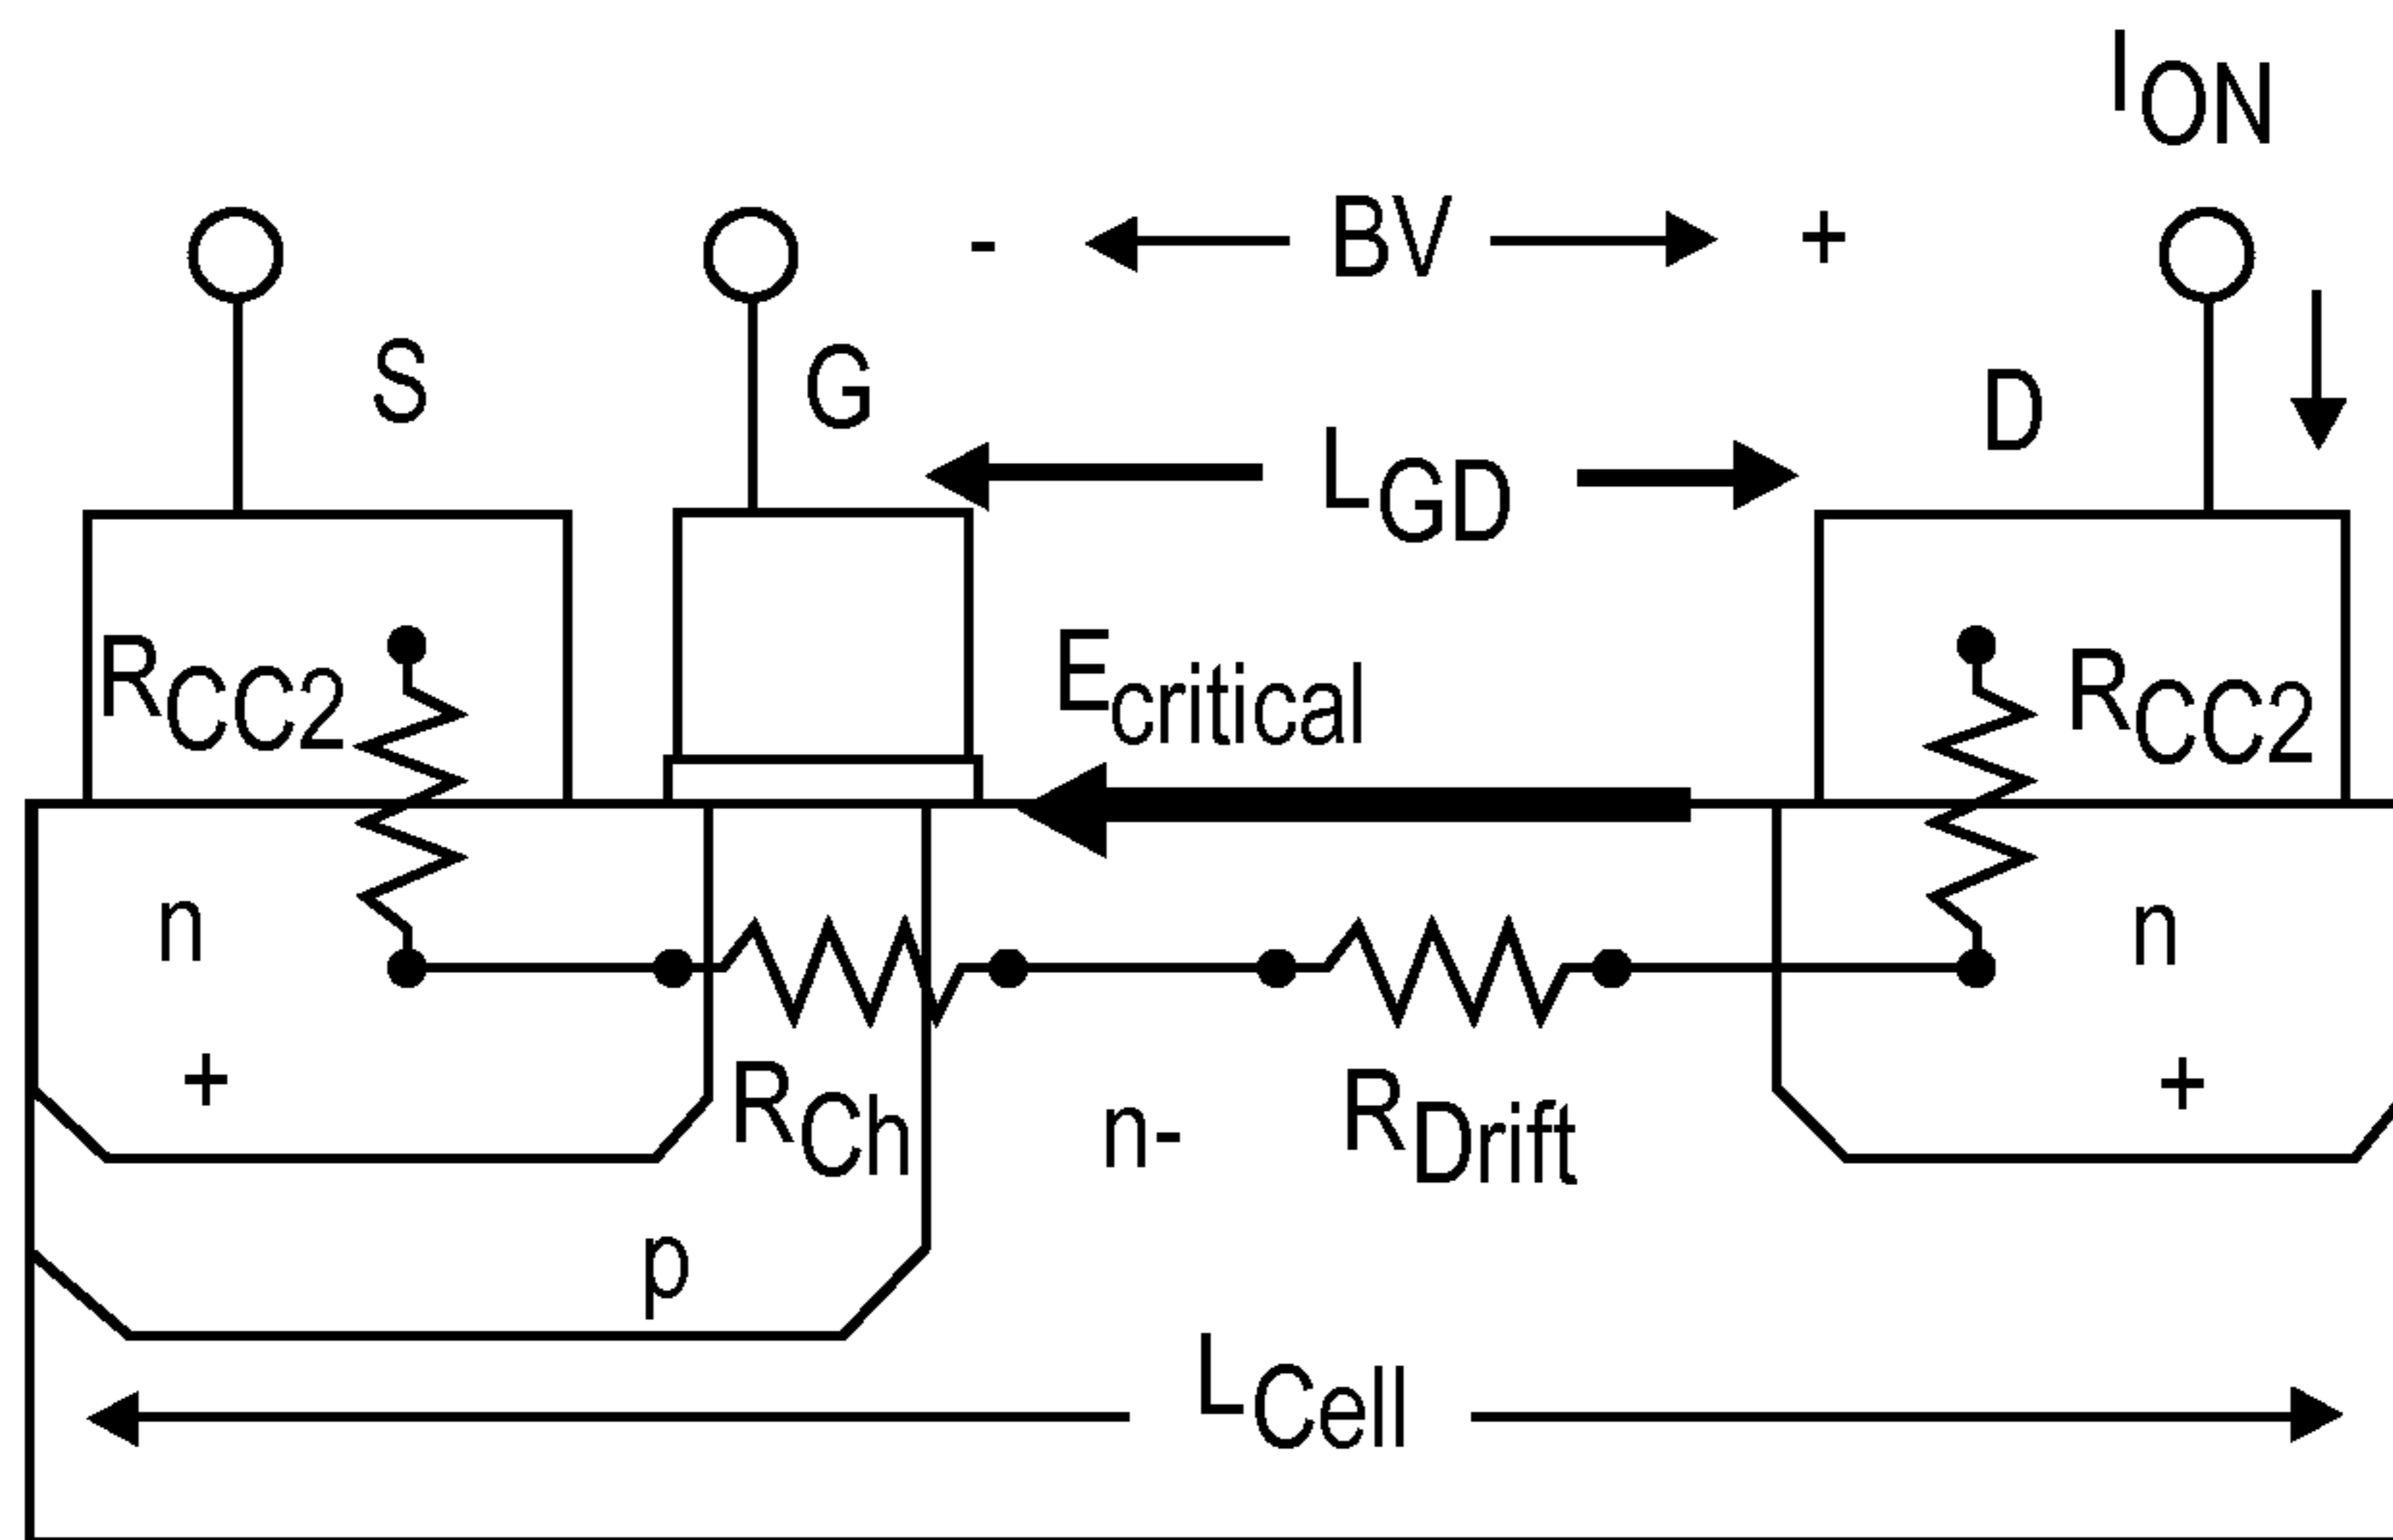 I_ON
- BV +
S G L_GD D
R_CC2 E_critical R_CC2
n n
+ R_Ch n- R_Drift +
p
L_Cell